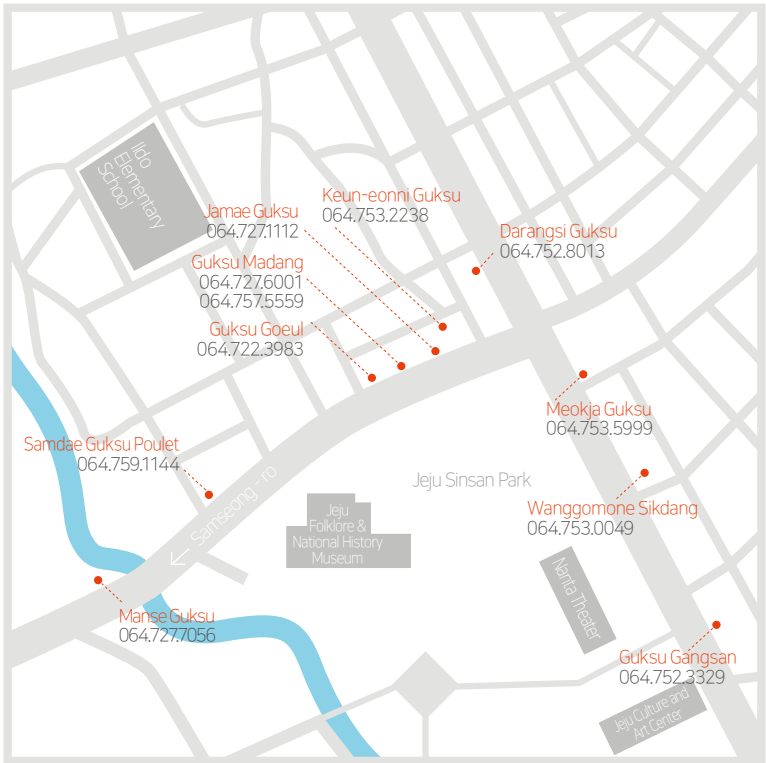 Ildo
Elementary
School
Keun-eonni Guksu
064.753.2238
Jamae Guksu
064.727.1112
Darangsi Guksu
064.752.8013
Guksu Madang
064.727.6001
064.757.5559
Guksu Goeul
064.722.3983
Meokja Guksu
064.753.5999
Samdae Guksu Poulet
064.759.1144
Samseong-ro
Jeju Sinsan Park
Jeju
Folklore &
National History
Museum
Wanggomone Sikdang
064.753.0049
Nanta Theater
Manse Guksu
064.727.7056
Guksu Gangsan
064.752.3329
Jeju Culture and
Art Center